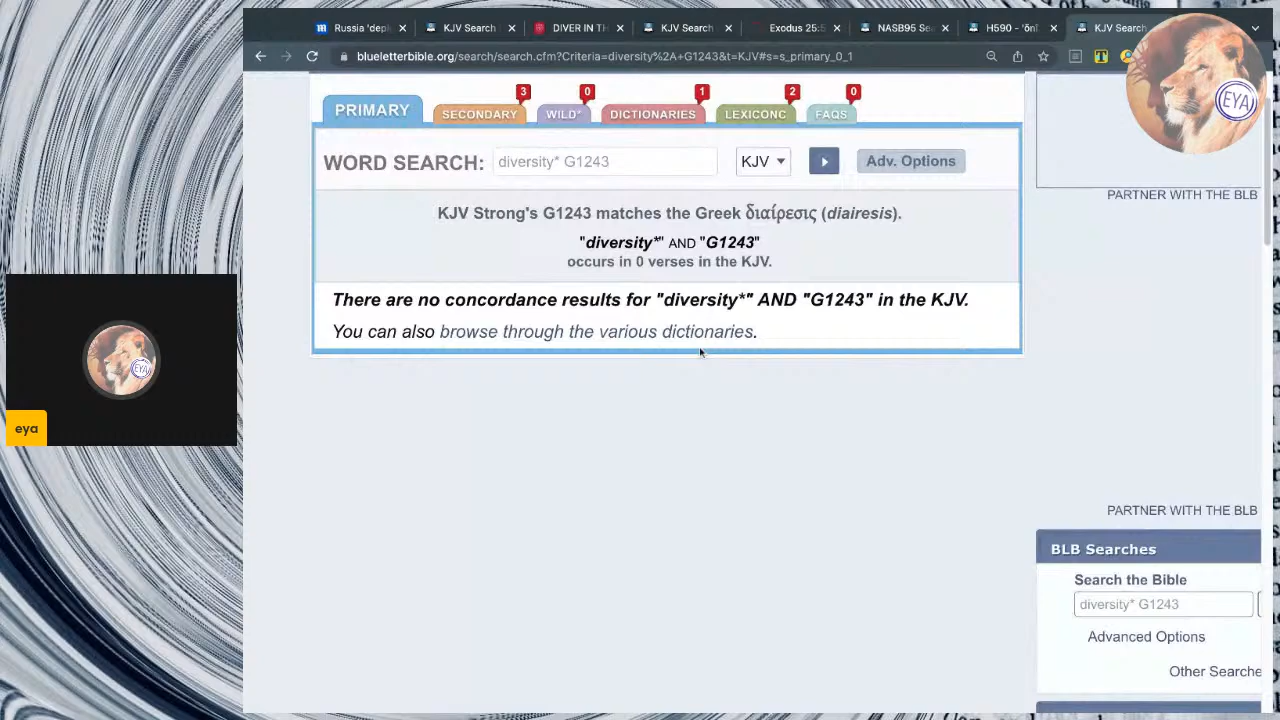 Russia 'depl
KJV Search
DIVER IN TH
KJV Search
Exodus 25:5
NASB95 Sea
H590 - 'ŏnî
KJV Search
blueletterbible.org/search/search.cfm?Criteria=diversity%2A+G1243&t=KJV#s=s_primary_0_1
EYA
3
0
1
2
0
PRIMARY
SECONDARY
WILD*
DICTIONARIES
LEXICONC
FAQS
WORD SEARCH:
diversity* G1243
KJV
Adv. Options
PARTNER WITH THE BLB
KJV Strong's G1243 matches the Greek διαίρεσις (diairesis).
"diversity*" AND "G1243"
occurs in 0 verses in the KJV.
There are no concordance results for "diversity*" AND "G1243" in the KJV.
You can also browse through the various dictionaries.
EYA
eya
PARTNER WITH THE BLB
BLB Searches
Search the Bible
diversity* G1243
Advanced Options
Other Searche